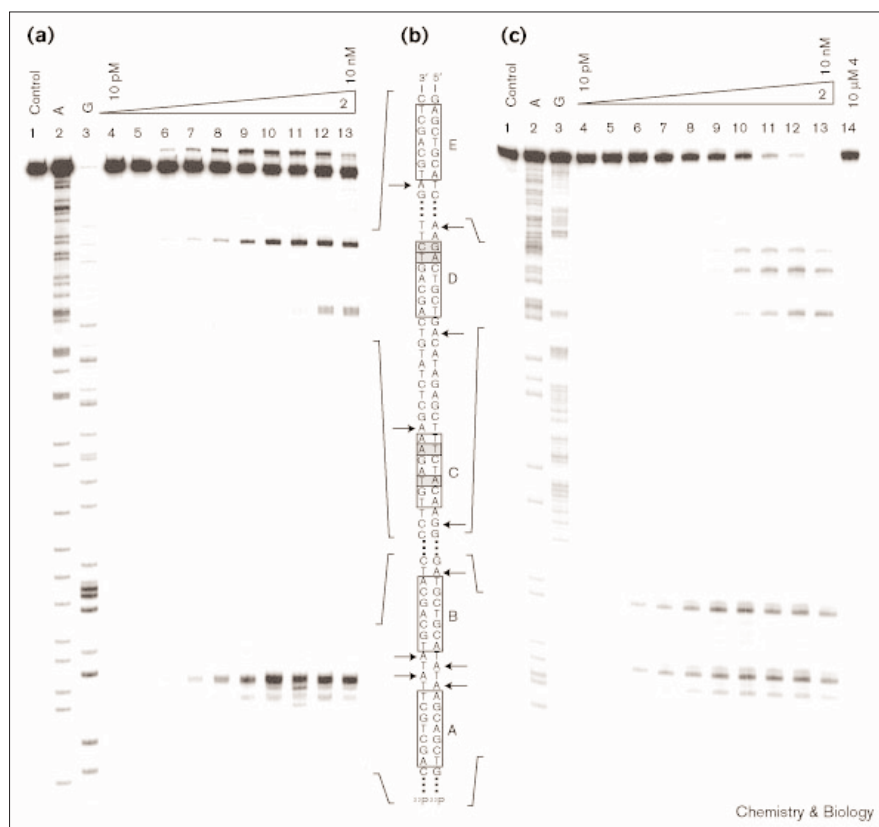 (a)
(b)
(c)
Control
A
G
10 pM
10 nM
2
1 2 3 4 5 6 7 8 9 10 11 12 13
3′ 5′
C G
T A
C G
G C
A T
C G
G C
T A
A T
G C
T A
T A
C G
T A
G C
A T
C G
G C
A T
C G
T A
G C
T A
A T
T A
C G
T A
C G
G C
A T
A T
A T
G C
A T
T A
G C
T A
T A
C G
C G
C G
T A
A T
C G
G C
A T
C G
G C
T A
A T
T A
A T
T A
T A
C G
G C
T A
C G
G C
A T
C G
E
D
C
B
A
³²P ³²P
Control
A
G
10 pM
10 nM
2
10 µM 4
1 2 3 4 5 6 7 8 9 10 11 12 13 14
Chemistry & Biology